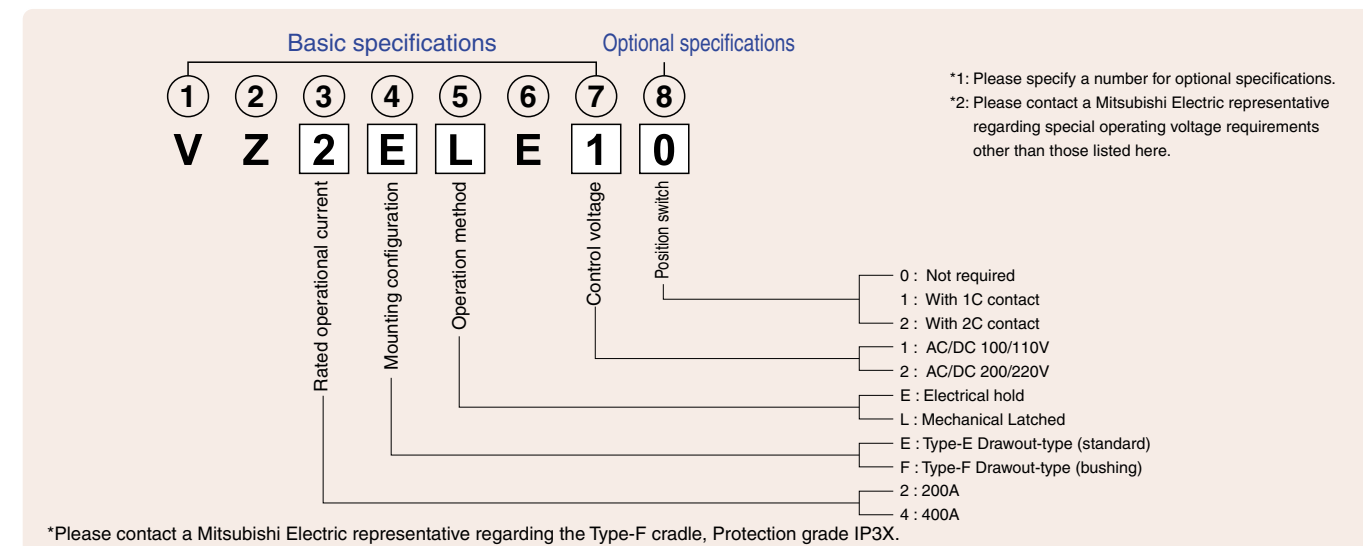 Basic specifications
Optional specifications
1 2 3 4 5 6 7 8
V Z 2 E L E 1 0
Rated operational current
Mounting configuration
Operation method
Control voltage
Position switch
*1: Please specify a number for optional specifications.
*2: Please contact a Mitsubishi Electric representative
regarding special operating voltage requirements
other than those listed here.
0 : Not required
1 : With 1C contact
2 : With 2C contact
1 : AC/DC 100/110V
2 : AC/DC 200/220V
E : Electrical hold
L : Mechanical Latched
E : Type-E Drawout-type (standard)
F : Type-F Drawout-type (bushing)
2 : 200A
4 : 400A
*Please contact a Mitsubishi Electric representative regarding the Type-F cradle, Protection grade IP3X.